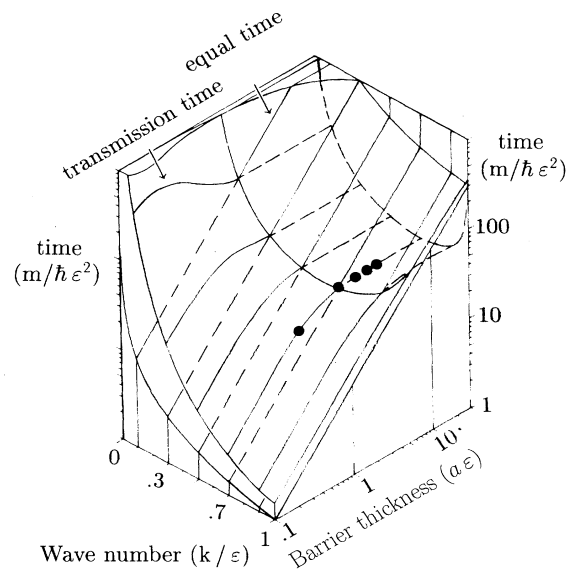 equal time
transmission time
time
(m/ħ ε²)
time
(m/ħ ε²)
100
10
1
0
.3
.7
1
.1
1
10.
Wave number (k / ε)
Barrier thickness (a ε)